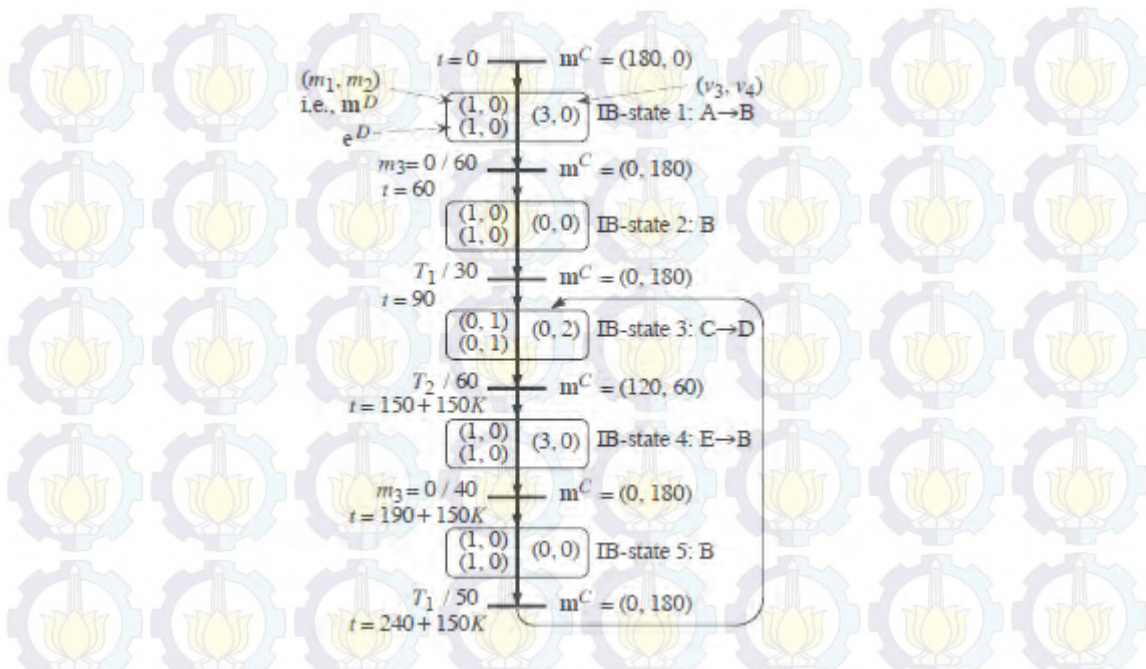 t = 0 m^C = (180, 0)
(m₁, m₂)
i.e., m^D
e^D
(v₃, v₄)
(1, 0)
(1, 0)
(3, 0)
IB-state 1: A→B
m₃ = 0 / 60 m^C = (0, 180)
t = 60
(1, 0)
(1, 0)
(0, 0)
IB-state 2: B
T₁ / 30 m^C = (0, 180)
t = 90
(0, 1)
(0, 1)
(0, 2)
IB-state 3: C→D
T₂ / 60 m^C = (120, 60)
t = 150 + 150K
(1, 0)
(1, 0)
(3, 0)
IB-state 4: E→B
m₃ = 0 / 40 m^C = (0, 180)
t = 190 + 150K
(1, 0)
(1, 0)
(0, 0)
IB-state 5: B
T₁ / 50 m^C = (0, 180)
t = 240 + 150K